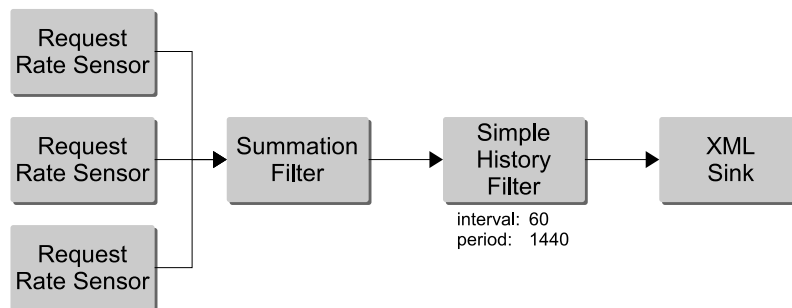 Request
Rate Sensor
Request
Rate Sensor
Summation
Filter
Simple
History
Filter
XML
Sink
interval: 60
period: 1440
Request
Rate Sensor